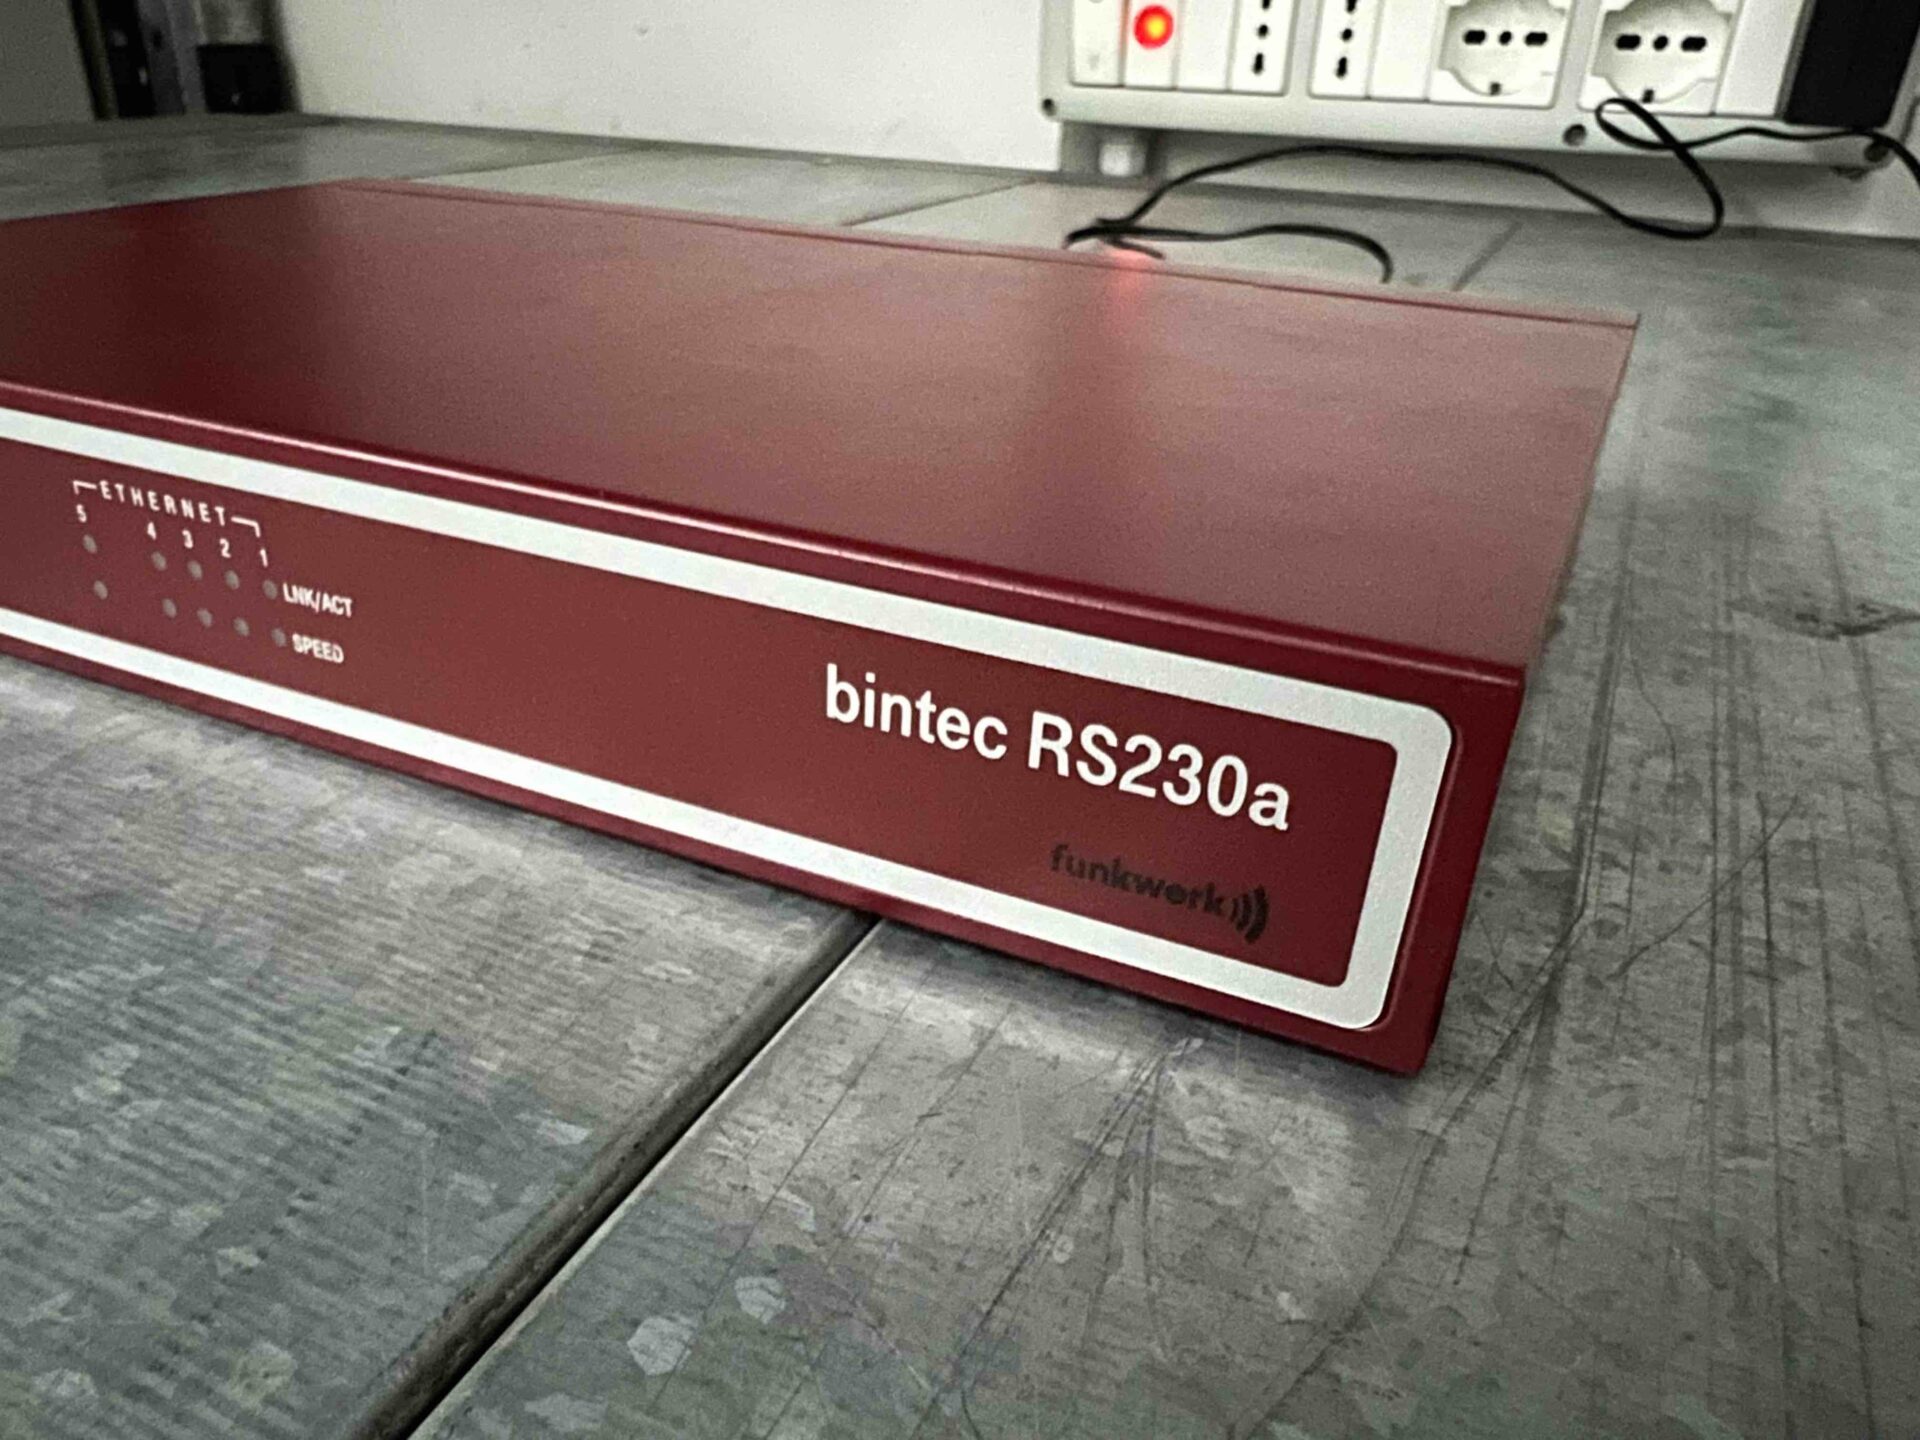 ETHERNET
5 4 3 2 1
LNK/ACT
SPEED
bintec RS230a
funkwerk